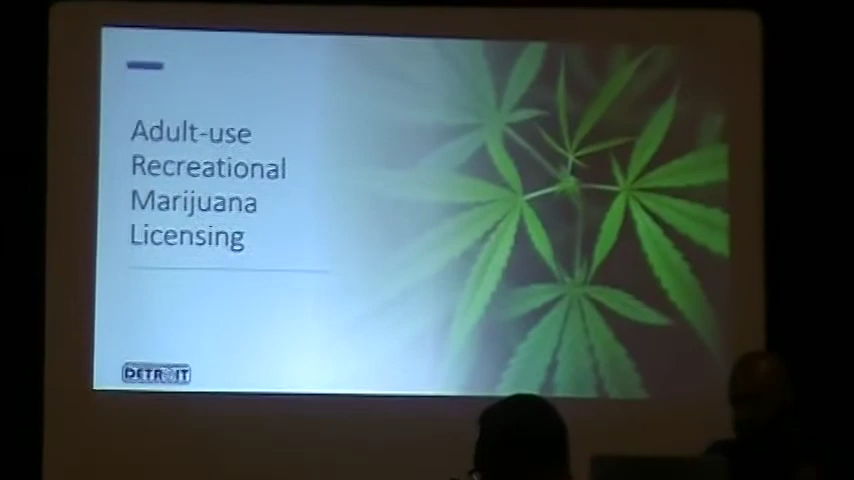 Adult-use
Recreational
Marijuana
Licensing
DETROIT